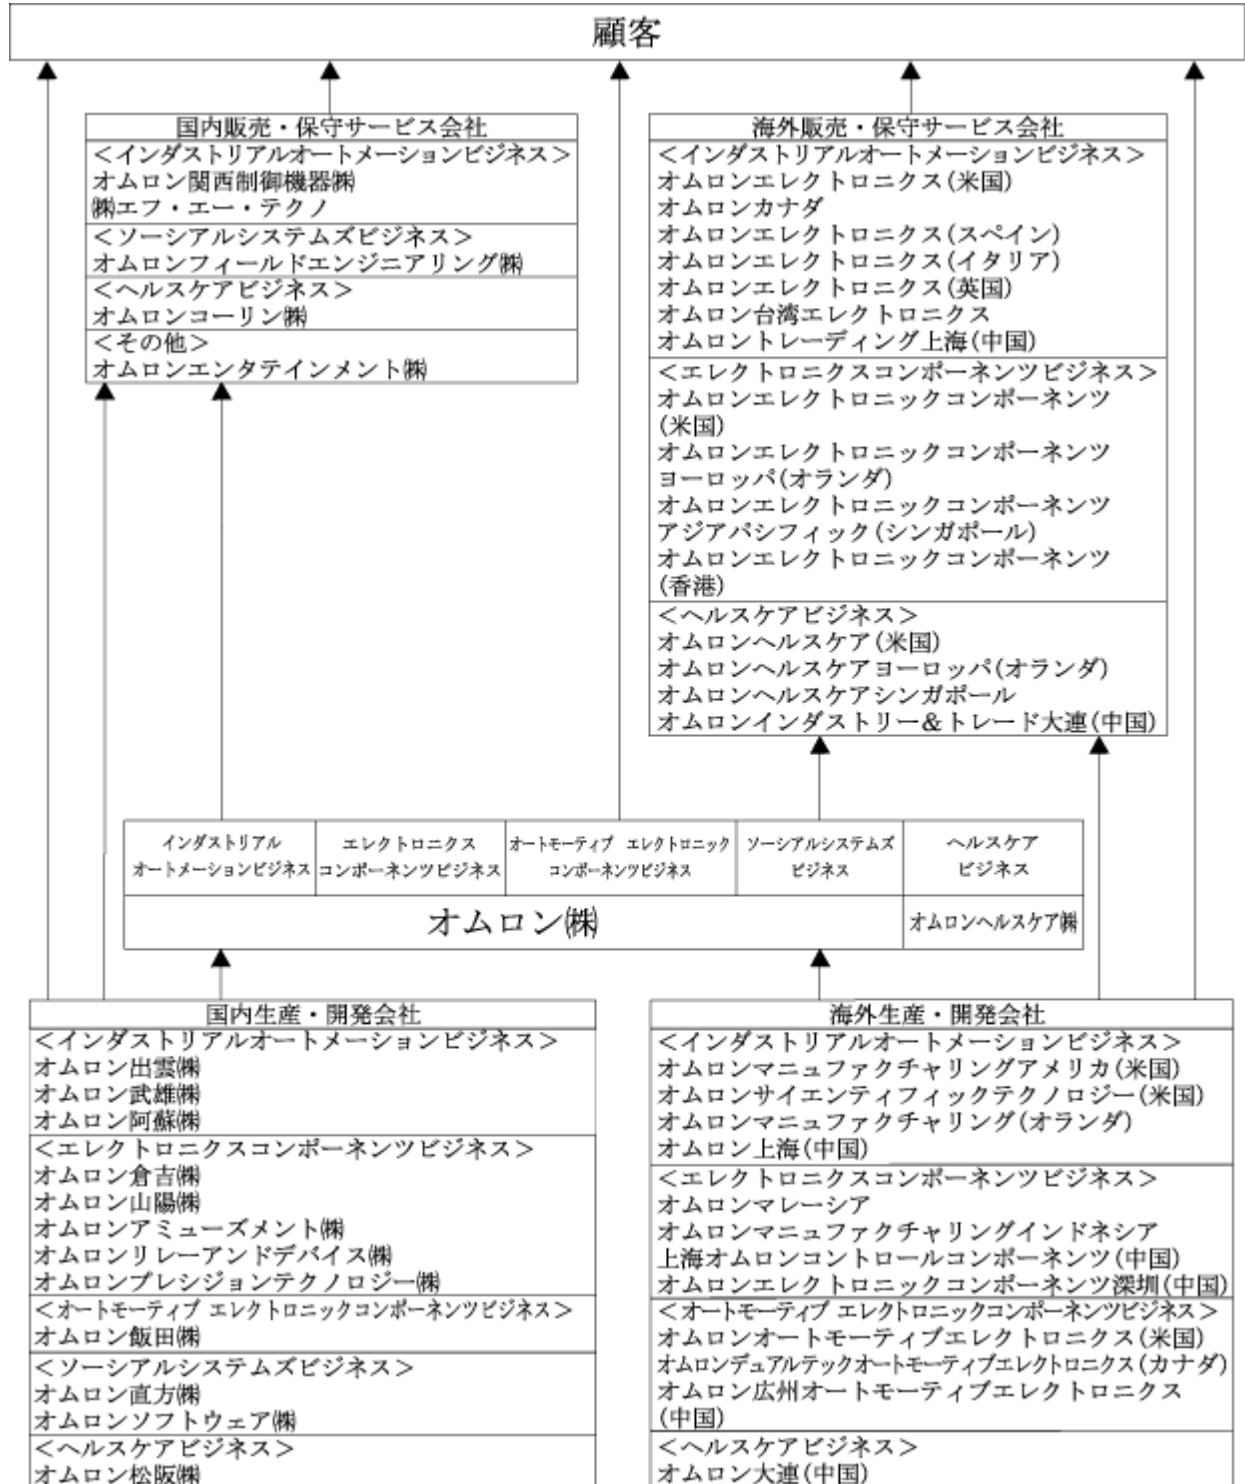 顧客
国内販売・保守サービス会社
＜インダストリアルオートメーションビジネス＞
オムロン関西制御機器㈱
㈱エフ・エー・テクノ
＜ソーシアルシステムズビジネス＞
オムロンフィールドエンジニアリング㈱
＜ヘルスケアビジネス＞
オムロンコーリン㈱
＜その他＞
オムロンエンタテインメント㈱
海外販売・保守サービス会社
＜インダストリアルオートメーションビジネス＞
オムロンエレクトロニクス(米国)
オムロンカナダ
オムロンエレクトロニクス(スペイン)
オムロンエレクトロニクス(イタリア)
オムロンエレクトロニクス(英国)
オムロン台湾エレクトロニクス
オムロントレーディング上海(中国)
＜エレクトロニクスコンポーネンツビジネス＞
オムロンエレクトロニックコンポーネンツ
(米国)
オムロンエレクトロニックコンポーネンツ
ヨーロッパ(オランダ)
オムロンエレクトロニックコンポーネンツ
アジアパシフィック(シンガポール)
オムロンエレクトロニックコンポーネンツ
(香港)
＜ヘルスケアビジネス＞
オムロンヘルスケア(米国)
オムロンヘルスケアヨーロッパ(オランダ)
オムロンヘルスケアシンガポール
オムロンインダストリー＆トレード大連(中国)
インダストリアル
オートメーションビジネス
エレクトロニクス
コンポーネンツビジネス
オートモーティブ エレクトロニック
コンポーネンツビジネス
ソーシアルシステムズ
ビジネス
ヘルスケア
ビジネス
オムロン㈱
オムロンヘルスケア㈱
国内生産・開発会社
＜インダストリアルオートメーションビジネス＞
オムロン出雲㈱
オムロン武雄㈱
オムロン阿蘇㈱
＜エレクトロニクスコンポーネンツビジネス＞
オムロン倉吉㈱
オムロン山陽㈱
オムロンアミューズメント㈱
オムロンリレーアンドデバイス㈱
オムロンプレシジョンテクノロジー㈱
＜オートモーティブ エレクトロニックコンポーネンツビジネス＞
オムロン飯田㈱
＜ソーシアルシステムズビジネス＞
オムロン直方㈱
オムロンソフトウェア㈱
＜ヘルスケアビジネス＞
オムロン松阪㈱
海外生産・開発会社
＜インダストリアルオートメーションビジネス＞
オムロンマニュファクチャリングアメリカ(米国)
オムロンサイエンティフィックテクノロジー(米国)
オムロンマニュファクチャリング(オランダ)
オムロン上海(中国)
＜エレクトロニクスコンポーネンツビジネス＞
オムロンマレーシア
オムロンマニュファクチャリングインドネシア
上海オムロンコントロールコンポーネンツ(中国)
オムロンエレクトロニックコンポーネンツ深圳(中国)
＜オートモーティブ エレクトロニックコンポーネンツビジネス＞
オムロンオートモーティブエレクトロニクス(米国)
オムロンデュアルテックオートモーティブエレクトロニクス(カナダ)
オムロン広州オートモーティブエレクトロニクス
(中国)
＜ヘルスケアビジネス＞
オムロン大連(中国)